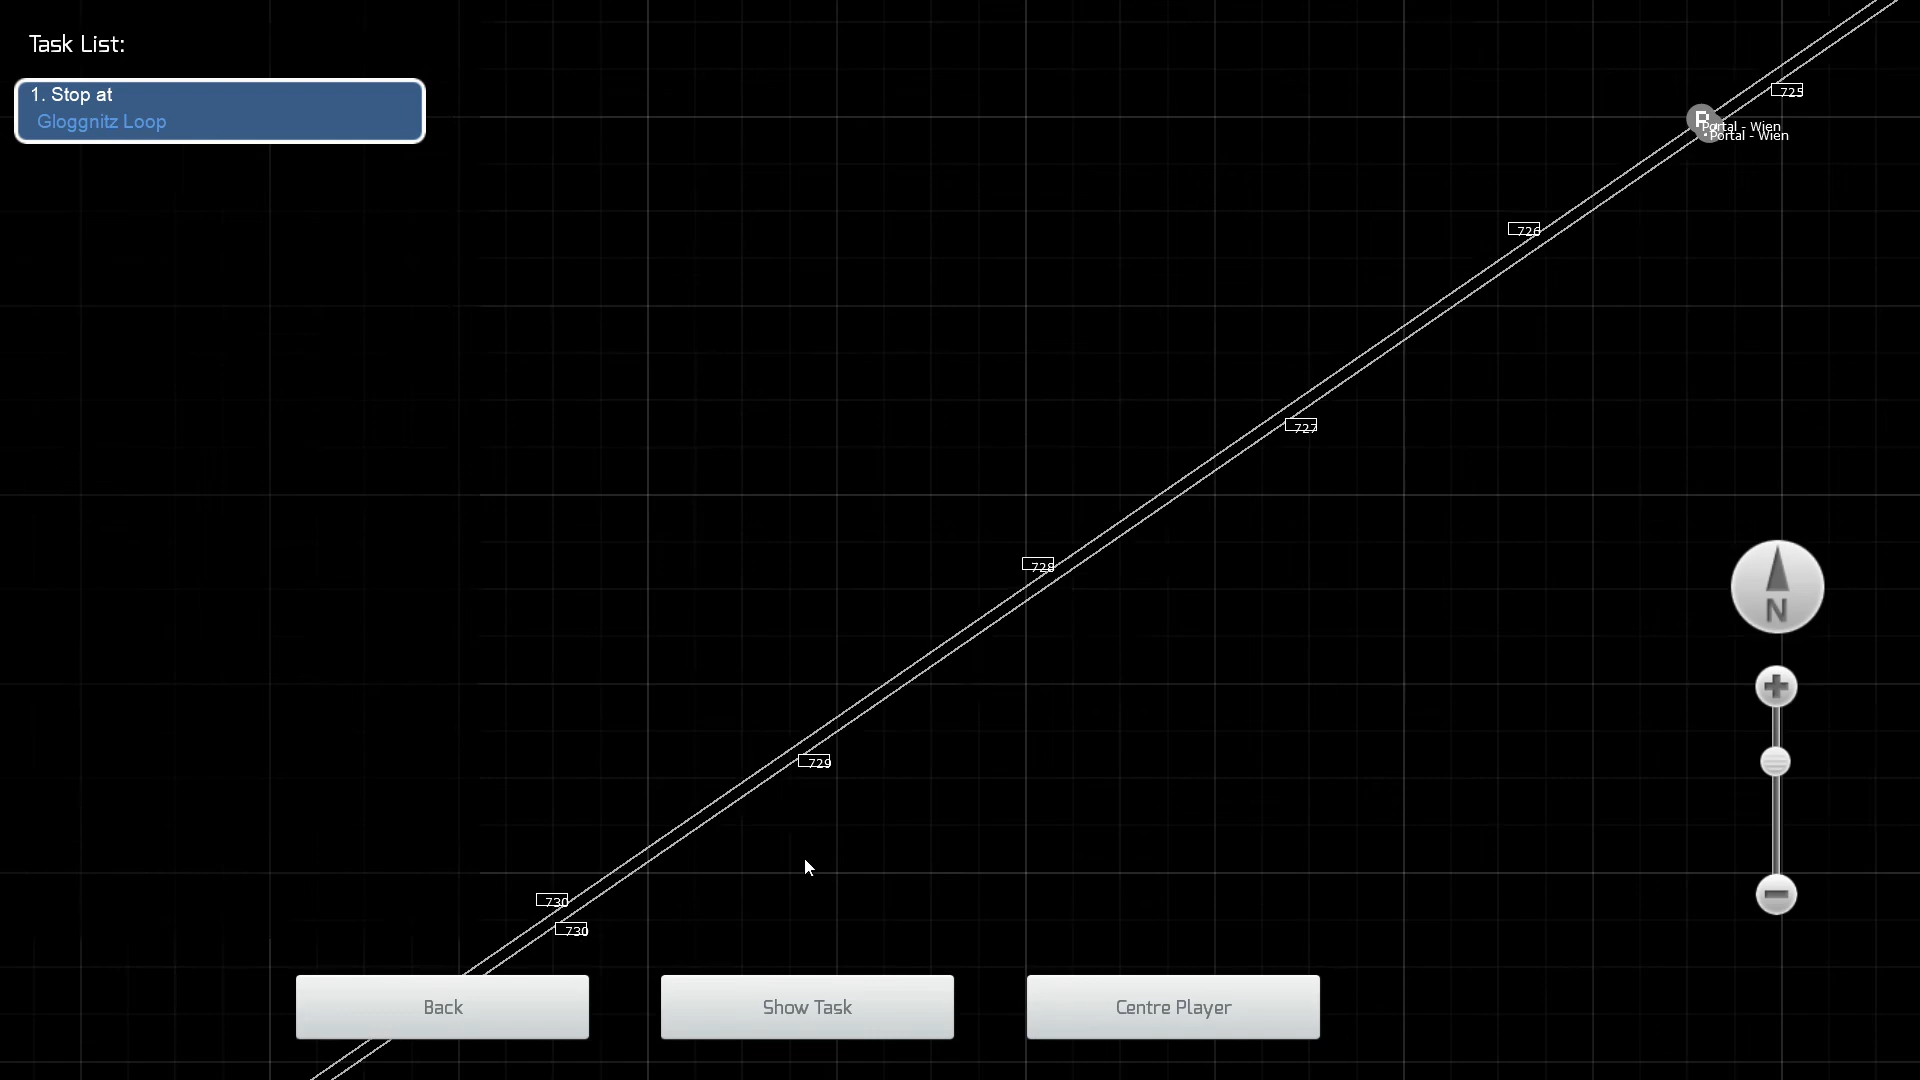 Task List:
1. Stop at
Gloggnitz Loop
725
P
Portal - Wien
Portal - Wien
726
727
728
N
729
730
730
Back
Show Task
Centre Player